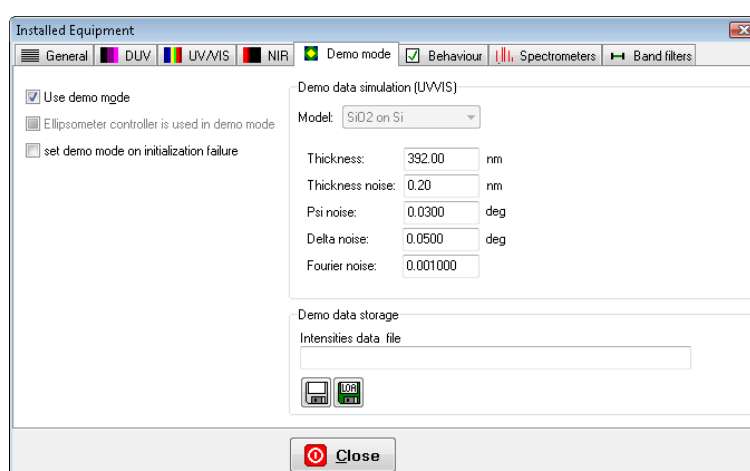 Installed Equipment
General DUV UV/VIS NIR Demo mode Behaviour Spectrometers Band filters
Use demo mode
Ellipsometer controller is used in demo mode
set demo mode on initialization failure
Demo data simulation (UVVIS)
Model: SiO2 on Si
Thickness: 392.00 nm
Thickness noise: 0.20 nm
Psi noise: 0.0300 deg
Delta noise: 0.0500 deg
Fourier noise: 0.001000
Demo data storage
Intensities data file
LOA
Close